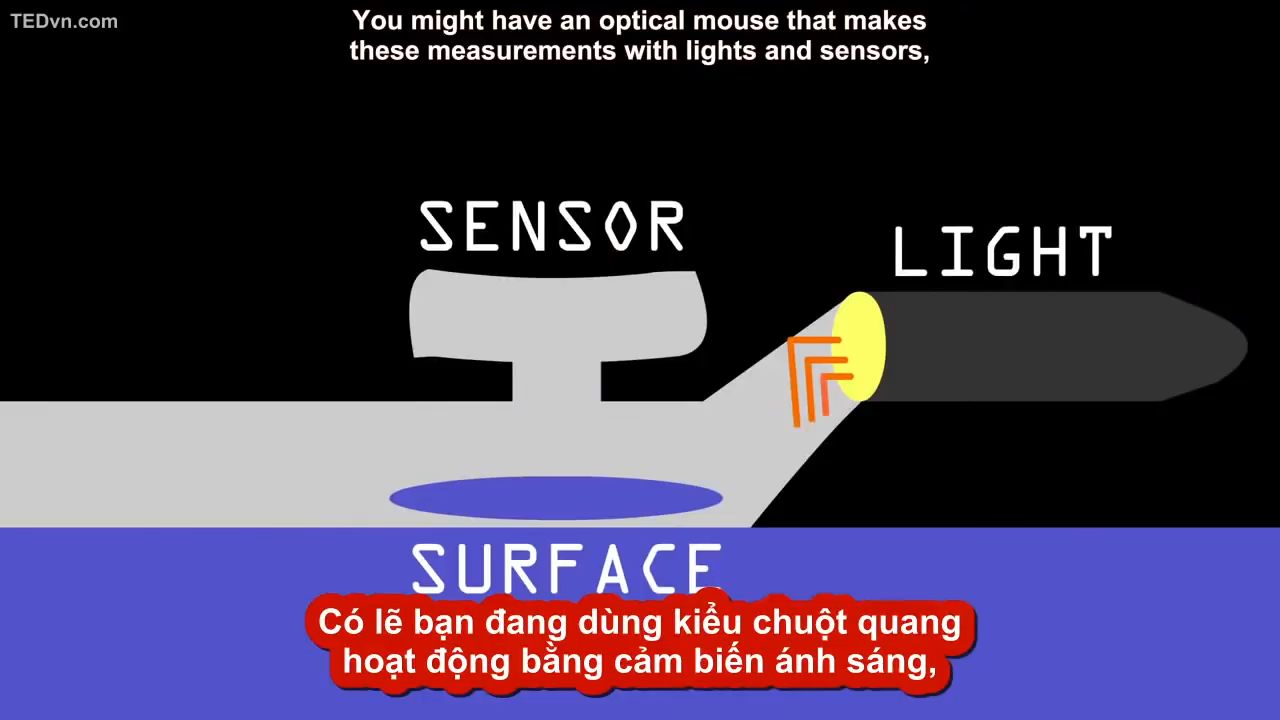 TEDvn.com
You might have an optical mouse that makes
these measurements with lights and sensors,
SENSOR
LIGHT
SURFACE
Có lẽ bạn đang dùng kiểu chuột quang
hoạt động bằng cảm biến ánh sáng,